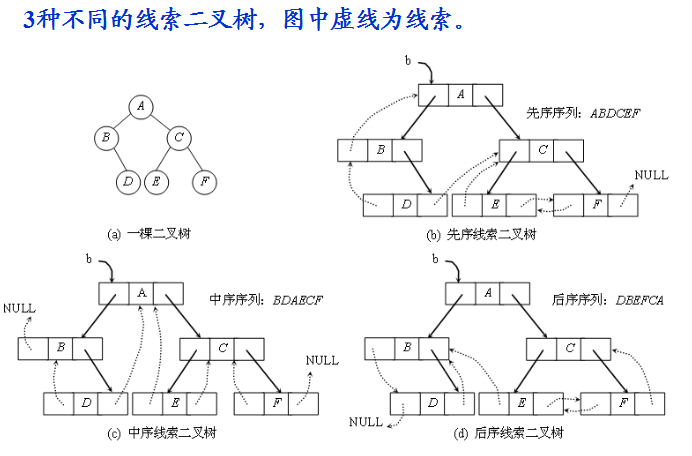 3种不同的线索二叉树，图中虚线为线索。
A
B
C
D
E
F
(a) 一棵二叉树
b
A
先序序列：ABDCEF
B
C
NULL
D
E
F
(b) 先序线索二叉树
b
A
中序序列：BDAECF
NULL
B
C
NULL
D
E
F
(c) 中序线索二叉树
b
A
后序序列：DBEFCA
B
C
D
E
F
NULL
(d) 后序线索二叉树